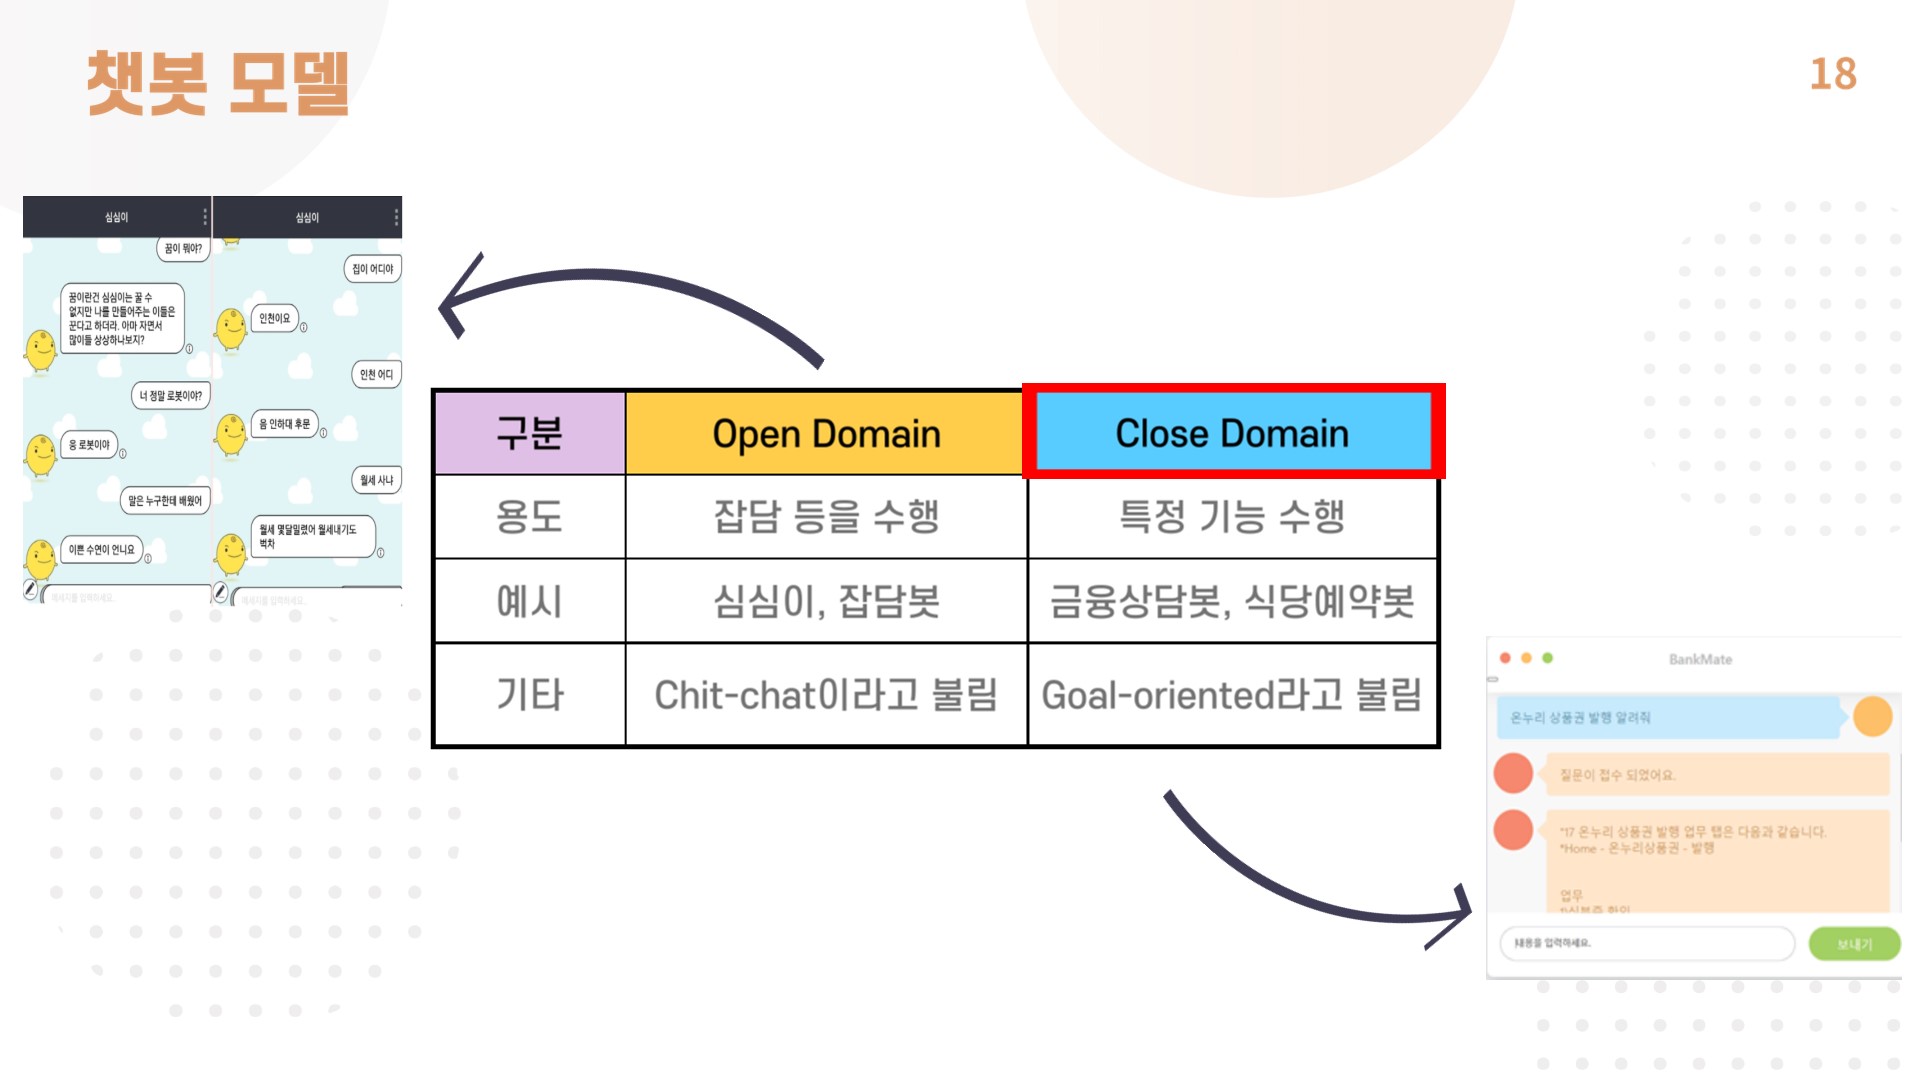 챗봇 모델
18
심심이
꿈이 뭐야?
꿈이란건 심심이는 꿀 수
없지만 나를 만들어주는 이들은
꾼다고 하더라. 아마 자면서
많이들 상상하나보지?
너 정말 로봇이야?
응 로봇이야
말은 누구한테 배웠어
이쁜 수연이 언니요
메세지를 입력하세요..
심심이
집이 어디야
인천이요
인천 어디
음 인하대 후문
월세 사냐
월세 몇달밀렸어 월세내기도
벅차
메세지를 입력하세요..
구분
Open Domain
Close Domain
용도
잡담 등을 수행
특정 기능 수행
예시
심심이, 잡담봇
금융상담봇, 식당예약봇
기타
Chit-chat이라고 불림
Goal-oriented라고 불림
BankMate
온누리 상품권 발행 알려줘
질문이 접수 되었어요.
"17 온누리 상품권 발행 업무 탭은 다음과 같습니다.
*Home - 온누리상품권 - 발행
업무
내용을 입력하세요.
보내기